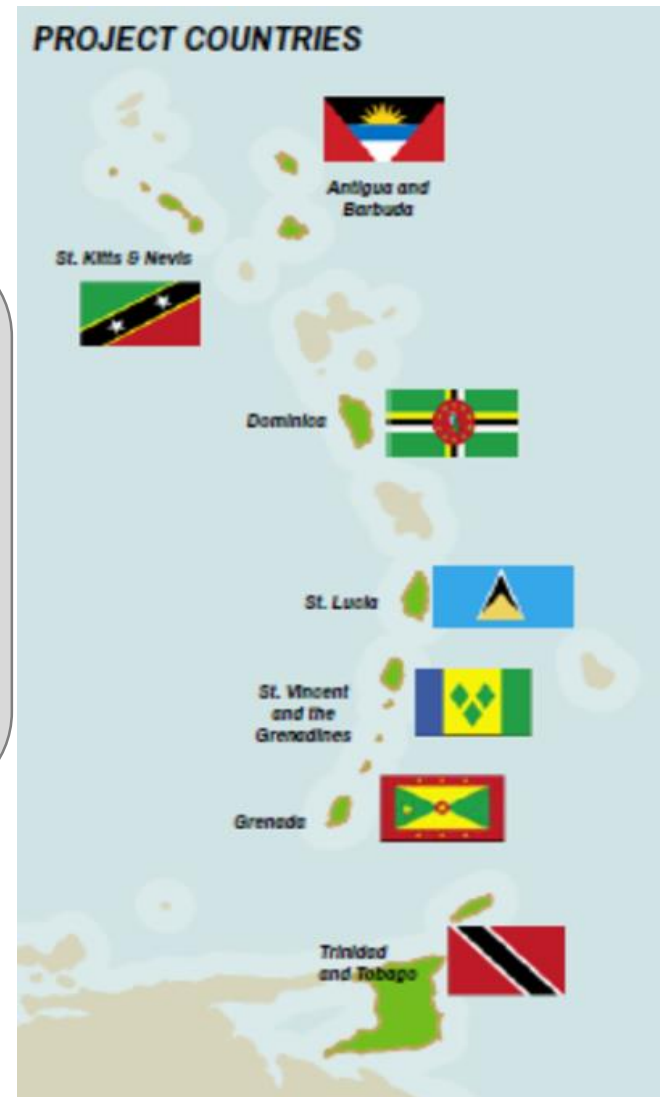 PROJECT COUNTRIES
Antigua and
Barbuda
St. Kitts & Nevis
Dominica
St. Lucia
St. Vincent
and the
Grenadines
Grenada
Trinidad
and Tobago